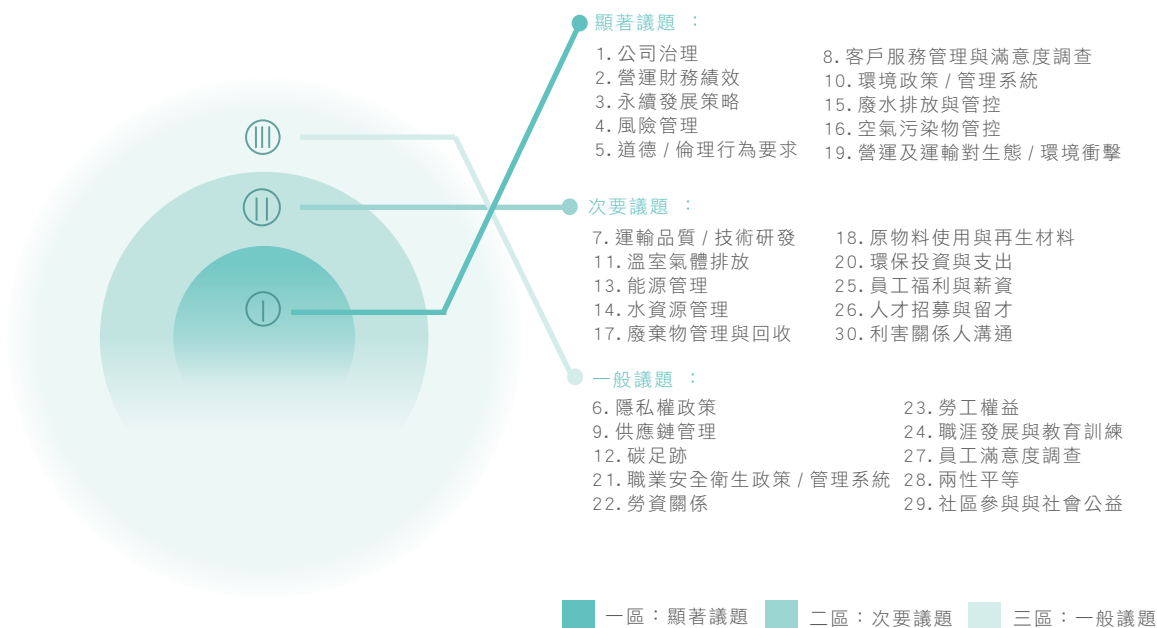 顯著議題 ：
1. 公司治理
2. 營運財務績效
3. 永續發展策略
4. 風險管理
5. 道德 / 倫理行為要求
8. 客戶服務管理與滿意度調查
10. 環境政策 / 管理系統
15. 廢水排放與管控
16. 空氣污染物管控
19. 營運及運輸對生態 / 環境衝擊
次要議題 ：
7. 運輸品質 / 技術研發
11. 溫室氣體排放
13. 能源管理
14. 水資源管理
17. 廢棄物管理與回收
18. 原物料使用與再生材料
20. 環保投資與支出
25. 員工福利與薪資
26. 人才招募與留才
30. 利害關係人溝通
一般議題 ：
6. 隱私權政策
9. 供應鏈管理
12. 碳足跡
21. 職業安全衛生政策 / 管理系統
22. 勞資關係
23. 勞工權益
24. 職涯發展與教育訓練
27. 員工滿意度調查
28. 兩性平等
29. 社區參與與社會公益
III
II
I
一區：顯著議題
二區：次要議題
三區：一般議題